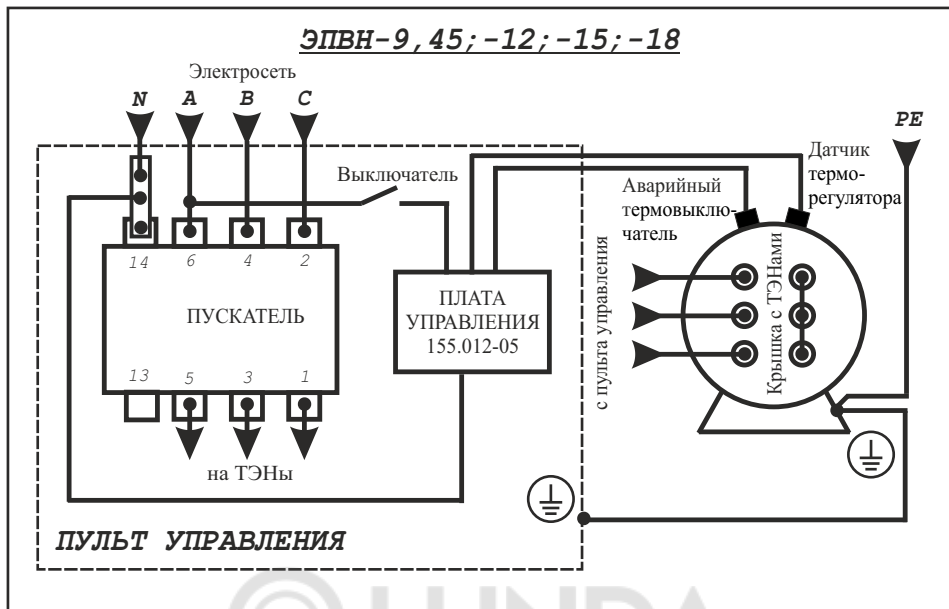 ЭПВН-9,45;-12;-15;-18
Электросеть
N
A
B
C
PE
Выключатель
Датчик
термо-
регулятора
Аварийный
термовыклю-
чатель
14
6
4
2
ПУСКАТЕЛЬ
13
5
3
1
на ТЭНы
ПЛАТА
УПРАВЛЕНИЯ
155.012-05
с пульта управления
Крышка с ТЭНами
ПУЛЬТ УПРАВЛЕНИЯ
LUNDA